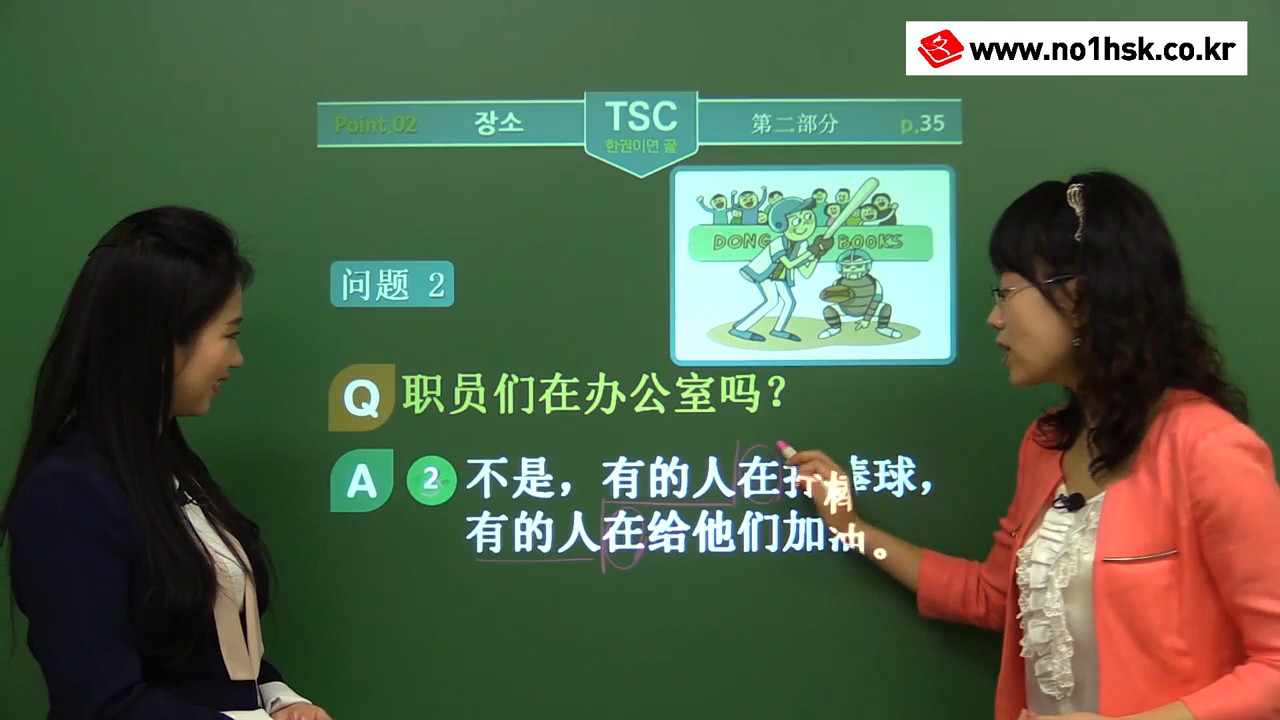 www.no1hsk.co.kr
Point.02 장소 TSC 第二部分 p.35
한권이면 끝
DONG BOOKS
问题 2
Q 职员们在办公室吗？
A 2 不是，有的人在打棒球，
有的人在给他们加油。